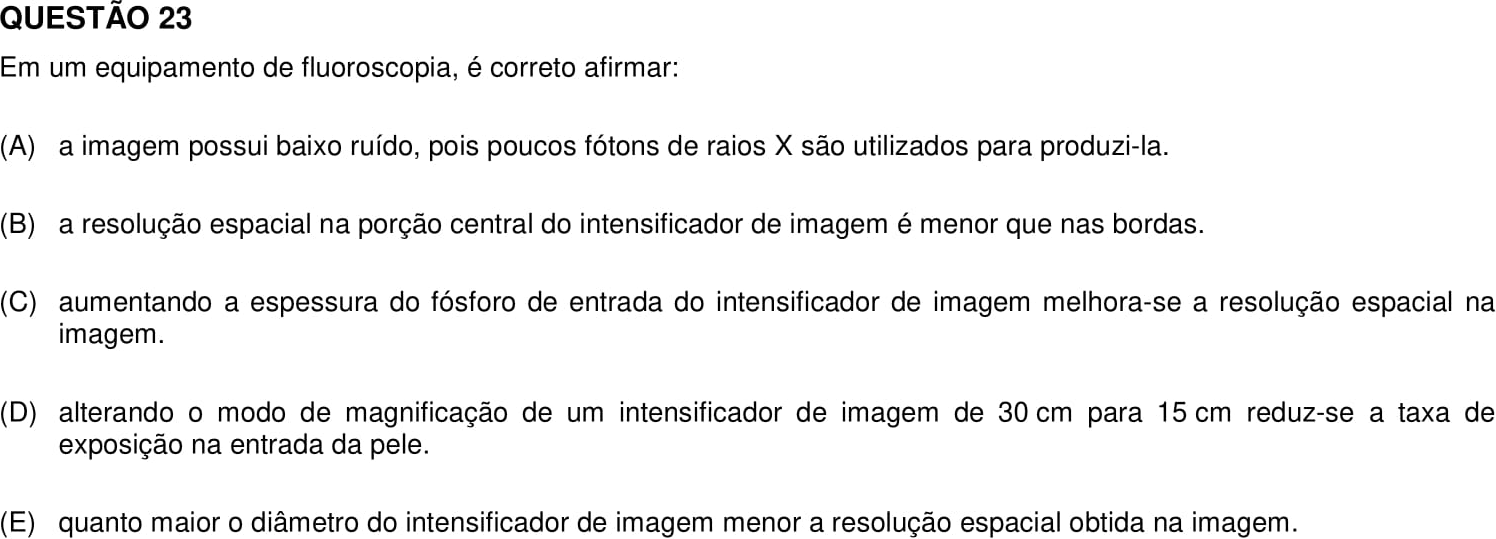 QUESTÃO 23
Em um equipamento de fluoroscopia, é correto afirmar:
(A) a imagem possui baixo ruído, pois poucos fótons de raios X são utilizados para produzi-la.
(B) a resolução espacial na porção central do intensificador de imagem é menor que nas bordas.
(C) aumentando a espessura do fósforo de entrada do intensificador de imagem melhora-se a resolução espacial na
imagem.
(D) alterando o modo de magnificação de um intensificador de imagem de 30 cm para 15 cm reduz-se a taxa de
exposição na entrada da pele.
(E) quanto maior o diâmetro do intensificador de imagem menor a resolução espacial obtida na imagem.